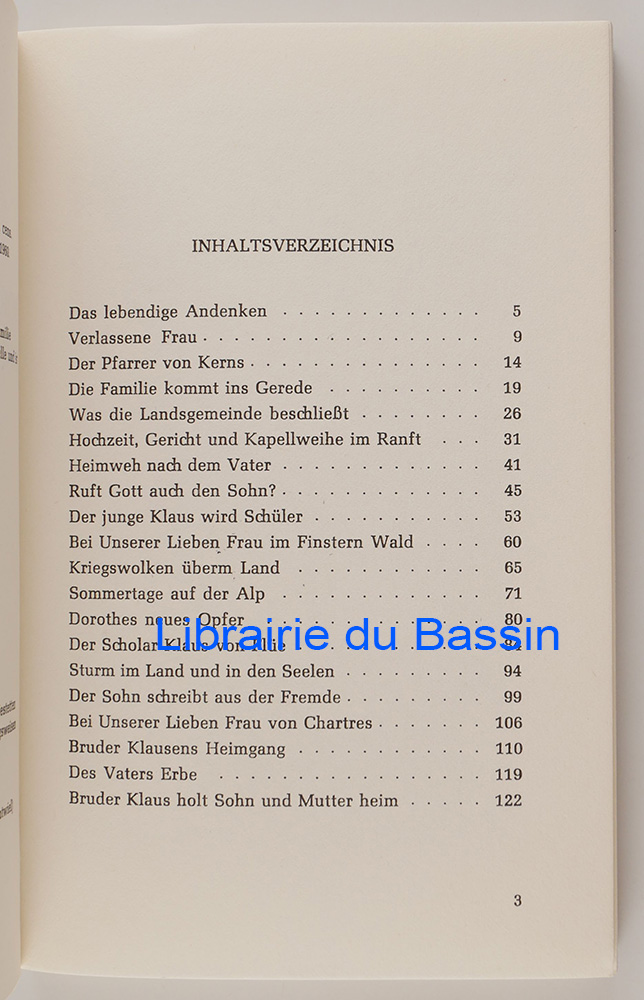 INHALTSVERZEICHNIS
Das lebendige Andenken . . . . . . . . . . . . 5
Verlassene Frau . . . . . . . . . . . . . . . . . 9
Der Pfarrer von Kerns . . . . . . . . . . . . . 14
Die Familie kommt ins Gerede . . . . . . . . . 19
Was die Landsgemeinde beschließt . . . . . . . . 26
Hochzeit, Gericht und Kapellweihe im Ranft . . . 31
Heimweh nach dem Vater . . . . . . . . . . . . 41
Ruft Gott auch den Sohn? . . . . . . . . . . . . 45
Der junge Klaus wird Schüler . . . . . . . . . . 53
Bei Unserer Lieben Frau im Finstern Wald . . . . 60
Kriegswolken überm Land . . . . . . . . . . . 65
Sommertage auf der Alp . . . . . . . . . . . . 71
Dorothes neues Opfer . . . . . . . . . . . . . 80
Librairie du Bassin
Der Scholar Klaus von Flüe . . . . . . . . . . .
Sturm im Land und in den Seelen . . . . . . . . 94
Der Sohn schreibt aus der Fremde . . . . . . . . 99
Bei Unserer Lieben Frau von Chartres . . . . . . 106
Bruder Klausens Heimgang . . . . . . . . . . . 110
Des Vaters Erbe . . . . . . . . . . . . . . . . 119
Bruder Klaus holt Sohn und Mutter heim . . . . . 122
3